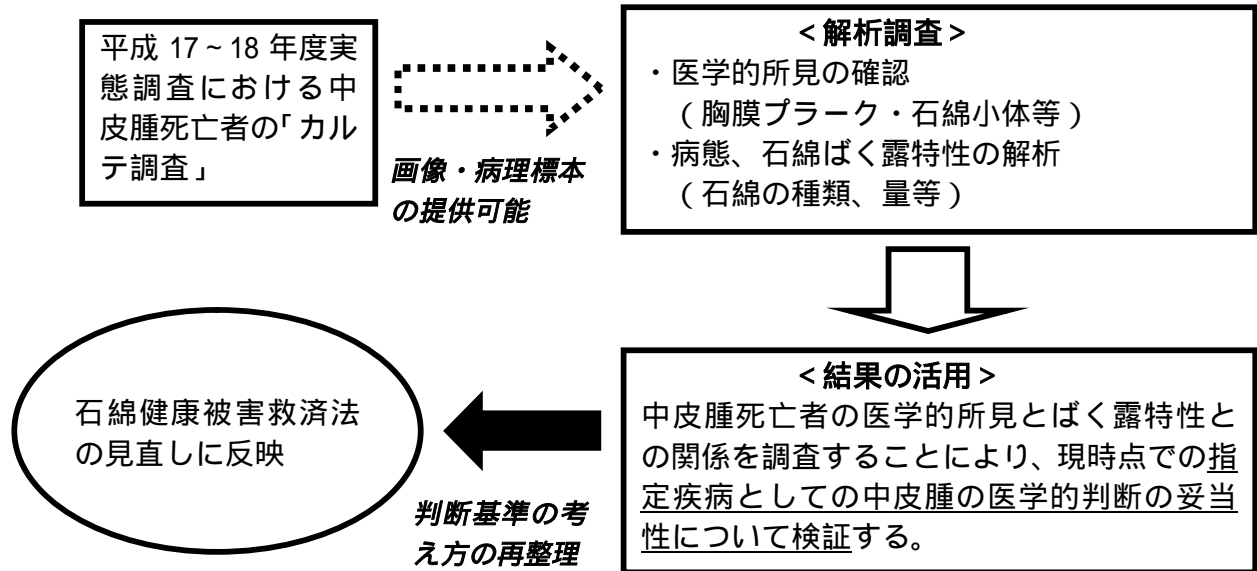 平成 17～18 年度実
態調査における中
皮腫死亡者の「カル
テ調査」
画像・病理標本
の提供可能
＜解析調査＞
・医学的所見の確認
（胸膜プラーク・石綿小体等）
・病態、石綿ばく露特性の解析
（石綿の種類、量等）
＜結果の活用＞
中皮腫死亡者の医学的所見とばく露特性と
の関係を調査することにより、現時点での指
定疾病としての中皮腫の医学的判断の妥当
性について検証する。
判断基準の考
え方の再整理
石綿健康被害救済法
の見直しに反映